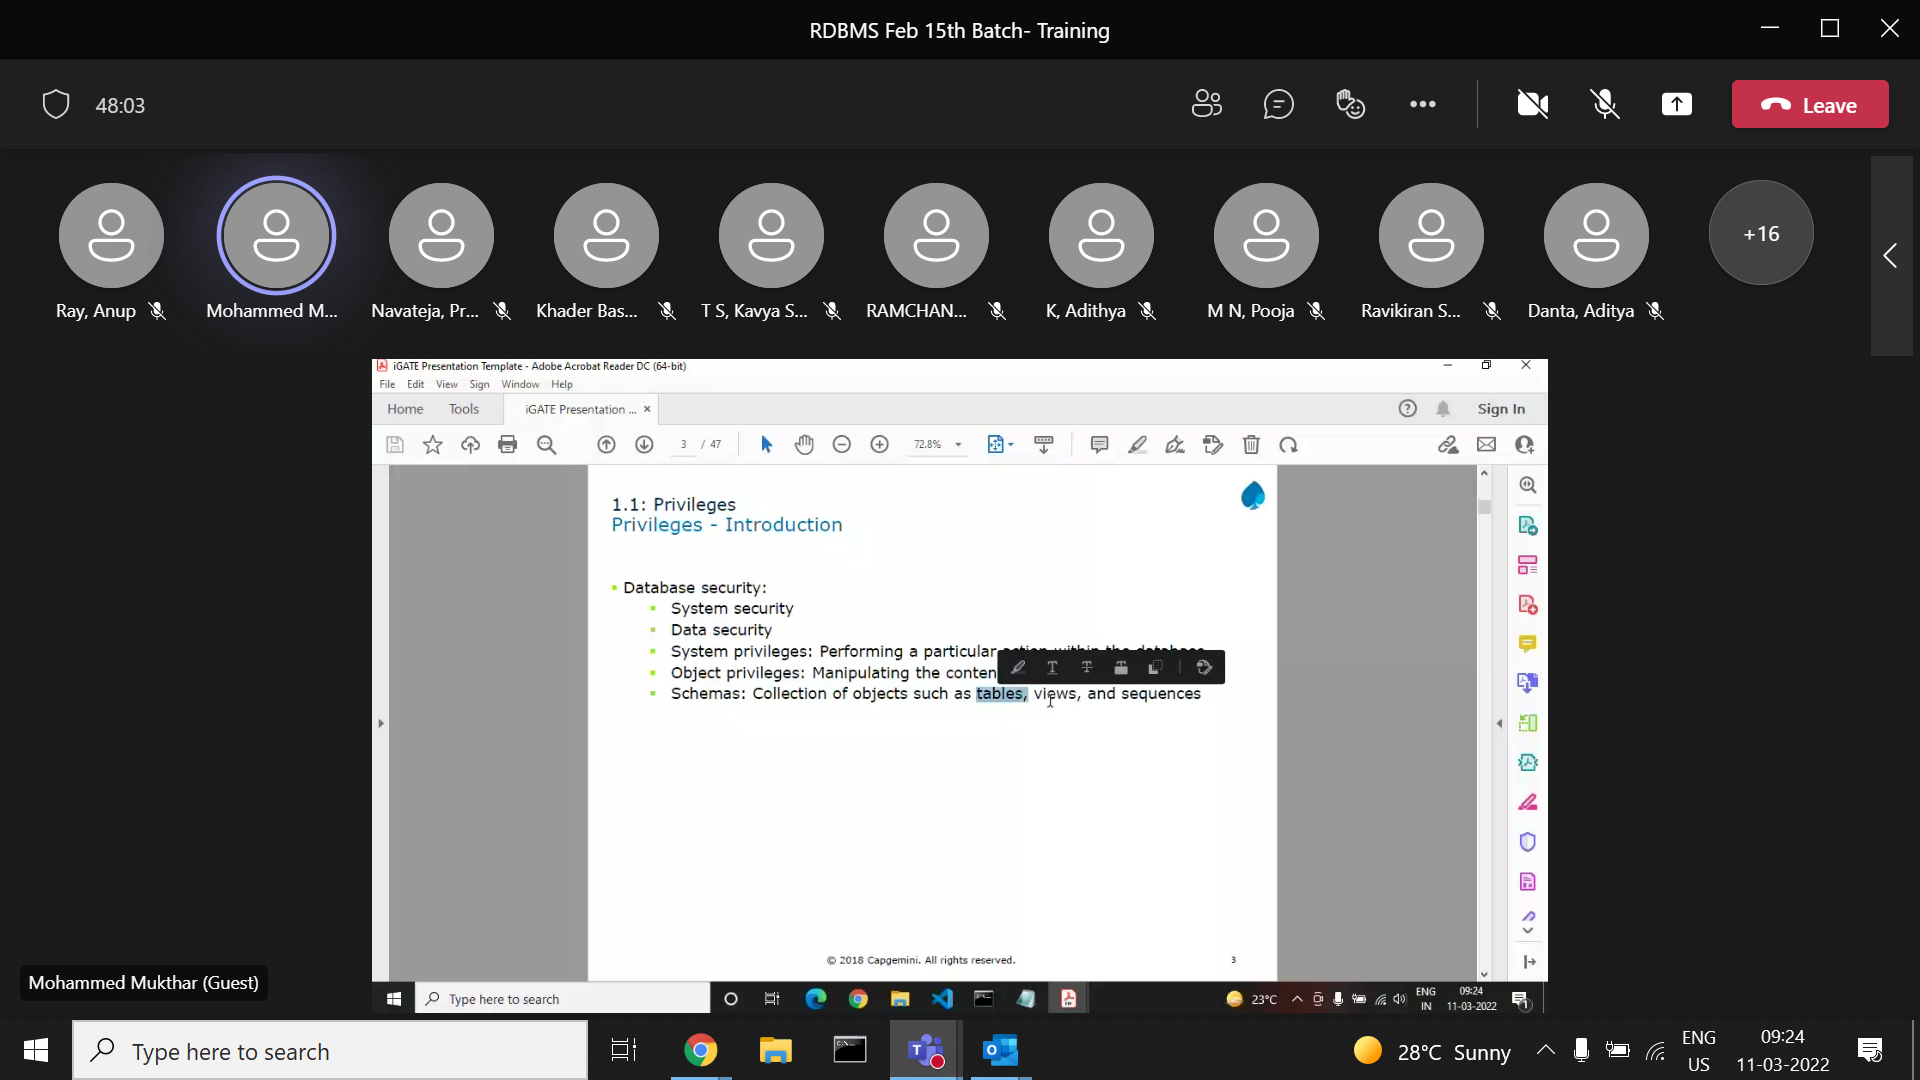 RDBMS Feb 15th Batch- Training
48:03
Leave
Ray, Anup
Mohammed M...
Navateja, Pr...
Khader Bas...
T S, Kavya S...
RAMCHAN...
K, Adithya
M N, Pooja
Ravikiran S...
Danta, Aditya
+16
iGATE Presentation Template - Adobe Acrobat Reader DC (64-bit)
File Edit View Sign Window Help
Home Tools iGATE Presentation ... × Sign In
3 / 47 72.8%
1.1: Privileges
Privileges - Introduction
Database security:
System security
Data security
System privileges: Performing a particular action within the database
Object privileges: Manipulating the conten
Schemas: Collection of objects such as tables, views, and sequences
© 2018 Capgemini. All rights reserved. 3
Mohammed Mukthar (Guest)
Type here to search 23°C ENG 09:24
IN 11-03-2022
Type here to search 28°C Sunny ENG 09:24
US 11-03-2022